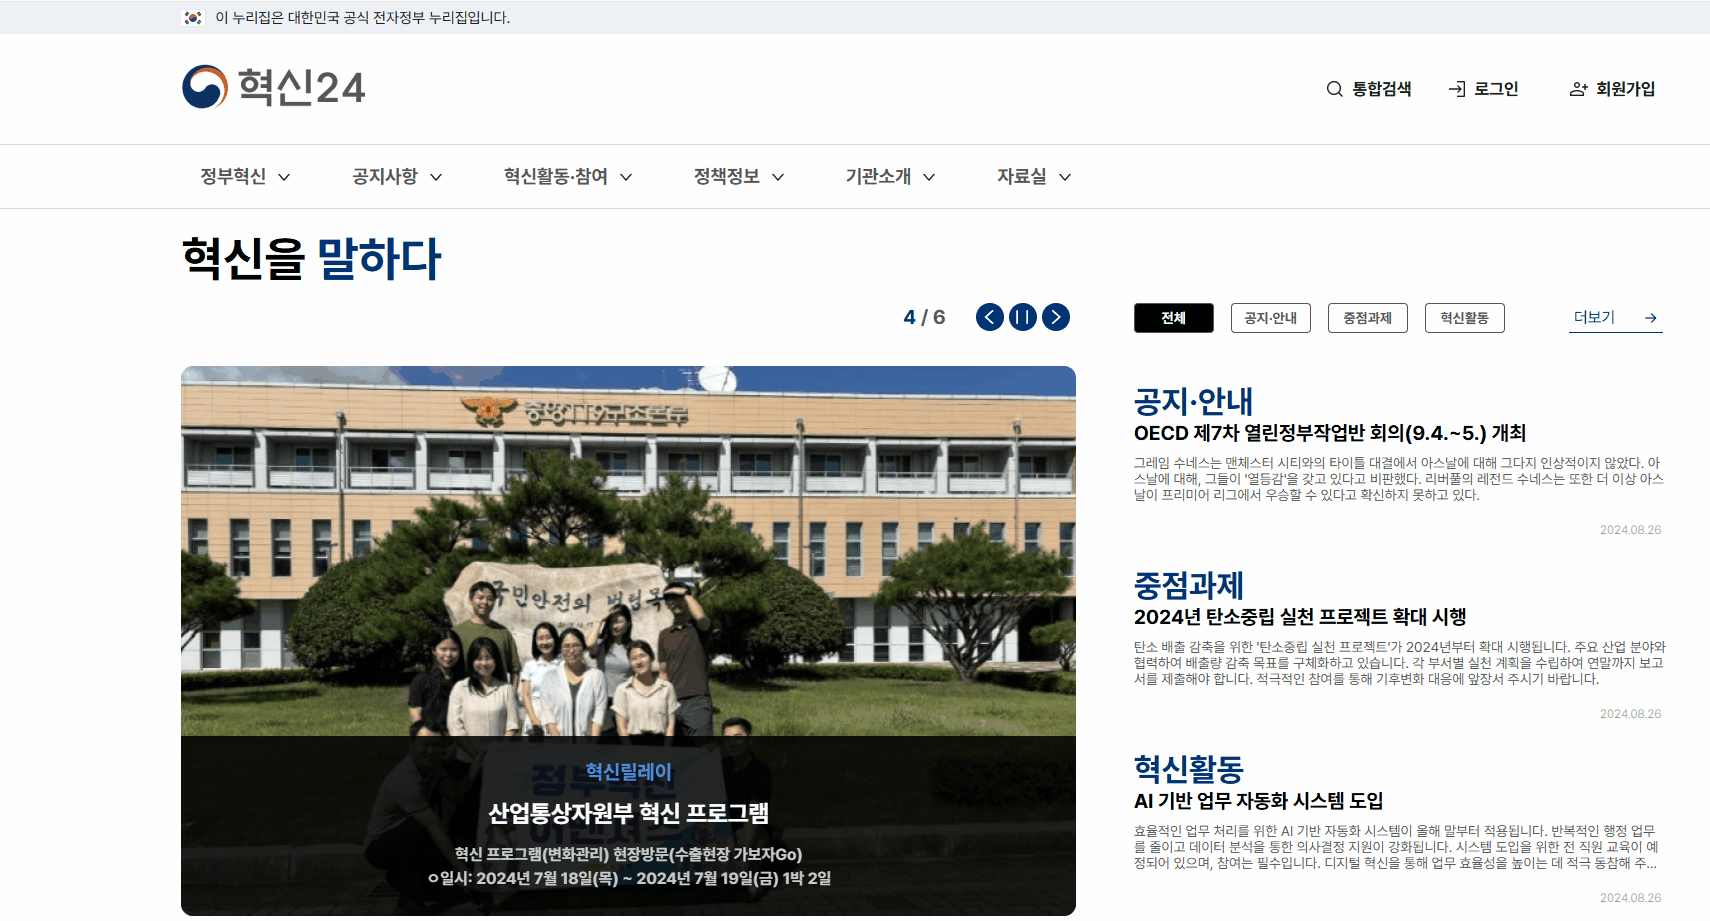 이 누리집은 대한민국 공식 전자정부 누리집입니다.
혁신24
통합검색 로그인 회원가입
정부혁신 공지사항 혁신활동·참여 정책정보 기관소개 자료실
혁신을 말하다
4 / 6
전체 공지·안내 중점과제 혁신활동 더보기
중앙119구조본부
국민안전의 버팀목
정부혁신
어벤져스
혁신릴레이
산업통상자원부 혁신 프로그램
혁신 프로그램(변화관리) 현장방문(수출현장 가보자Go)
ㅇ일시: 2024년 7월 18일(목) ~ 2024년 7월 19일(금) 1박 2일
공지·안내
OECD 제7차 열린정부작업반 회의(9.4.~5.) 개최
그레임 수네스는 맨체스터 시티와의 타이틀 대결에서 아스날에 대해 그다지 인상적이지 않았다. 아
스날에 대해, 그들이 '열등감'을 갖고 있다고 비판했다. 리버풀의 레전드 수네스는 또한 더 이상 아스
날이 프리미어 리그에서 우승할 수 있다고 확신하지 못하고 있다.
2024.08.26
중점과제
2024년 탄소중립 실천 프로젝트 확대 시행
탄소 배출 감축을 위한 '탄소중립 실천 프로젝트'가 2024년부터 확대 시행됩니다. 주요 산업 분야와
협력하여 배출량 감축 목표를 구체화하고 있습니다. 각 부서별 실천 계획을 수립하여 연말까지 보고
서를 제출해야 합니다. 적극적인 참여를 통해 기후변화 대응에 앞장서 주시기 바랍니다.
2024.08.26
혁신활동
AI 기반 업무 자동화 시스템 도입
효율적인 업무 처리를 위한 AI 기반 자동화 시스템이 올해 말부터 적용됩니다. 반복적인 행정 업무
를 줄이고 데이터 분석을 통한 의사결정 지원이 강화됩니다. 시스템 도입을 위한 전 직원 교육이 예
정되어 있으며, 참여는 필수입니다. 디지털 혁신을 통해 업무 효율성을 높이는 데 적극 동참해 주...
2024.08.26